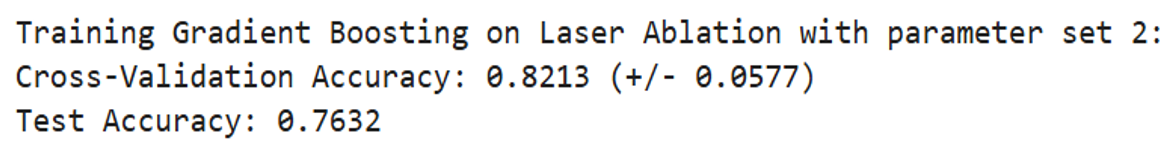 Training Gradient Boosting on Laser Ablation with parameter set 2:
Cross-Validation Accuracy: 0.8213 (+/- 0.0577)
Test Accuracy: 0.7632